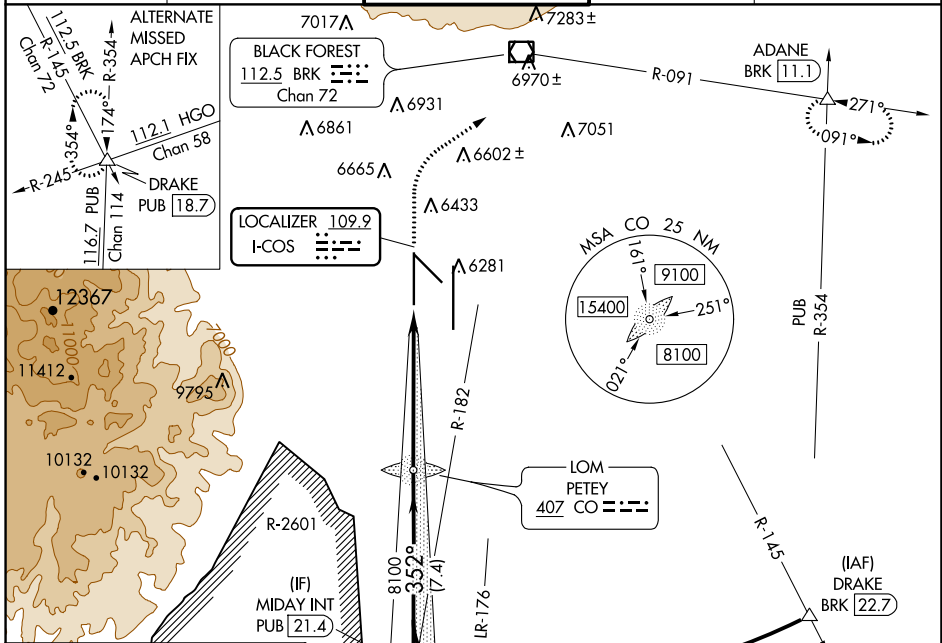 ALTERNATE
MISSED
APCH FIX
112.5 BRK
Chan 72
R-145
R-354
354°
174°
112.1 HGO
Chan 58
R-245
DRAKE
PUB 18.7
116.7 PUB
Chan 114
7017
7283±
BLACK FOREST
112.5 BRK
Chan 72
6970±
R-091
ADANE
BRK 11.1
271°
091°
6931
6861
7051
6602±
6665
6433
LOCALIZER 109.9
I-COS
6281
MSA CO 25 NM
161°
9100
15400
251°
8100
021°
PUB
R-354
12367
11000
7000
11412
9795
10132
10132
R-182
LOM
PETEY
407 CO
R-2601
8100
352°
(7.4)
LR-176
R-145
(IF)
MIDAY INT
PUB 21.4
(IAF)
DRAKE
BRK 22.7